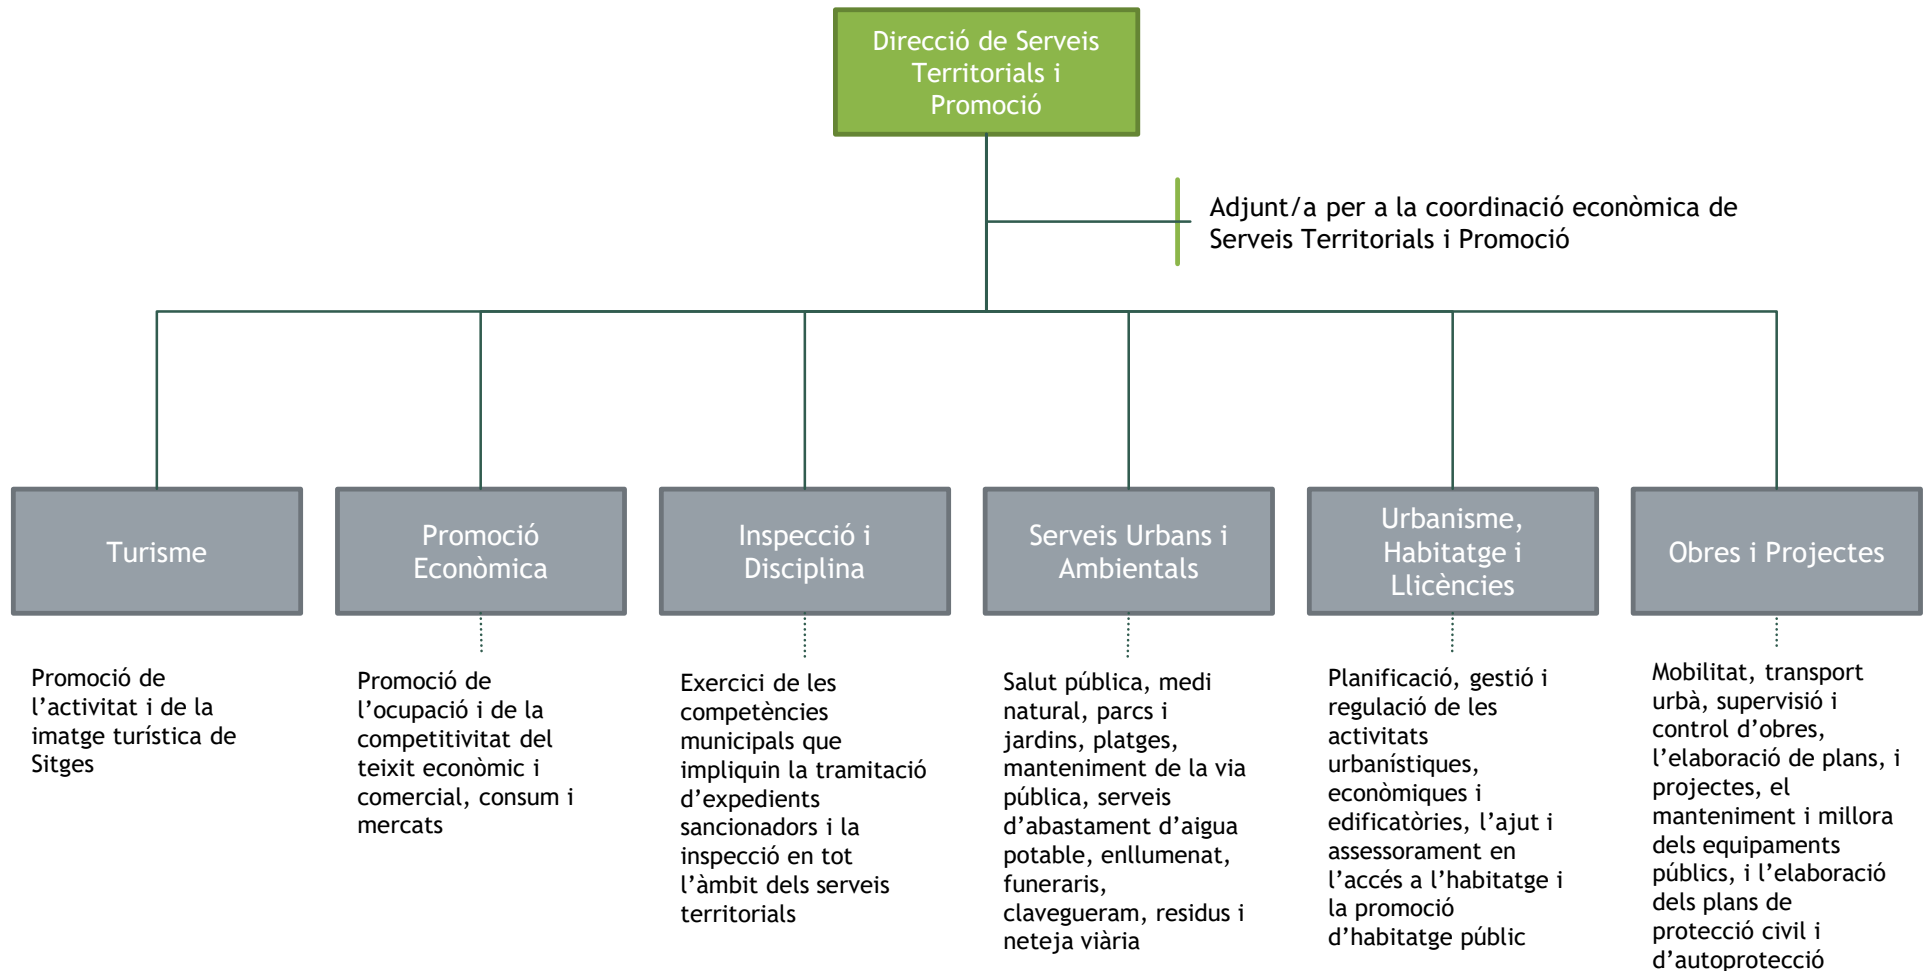 Direcció de Serveis
Territorials i
Promoció
Adjunt/a per a la coordinació econòmica de
Serveis Territorials i Promoció
Turisme
Promoció
Econòmica
Inspecció i
Disciplina
Serveis Urbans i
Ambientals
Urbanisme,
Habitatge i
Llicències
Obres i Projectes
Promoció de
l’activitat i de la
imatge turística de
Sitges
Promoció de
l’ocupació i de la
competitivitat del
teixit econòmic i
comercial, consum i
mercats
Exercici de les
competències
municipals que
impliquin la tramitació
d’expedients
sancionadors i la
inspecció en tot
l’àmbit dels serveis
territorials
Salut pública, medi
natural, parcs i
jardins, platges,
manteniment de la via
pública, serveis
d’abastament d’aigua
potable, enllumenat,
funeraris,
clavegueram, residus i
neteja viària
Planificació, gestió i
regulació de les
activitats
urbanístiques,
econòmiques i
edificatòries, l’ajut i
assessorament en
l’accés a l’habitatge i
la promoció
d’habitatge públic
Mobilitat, transport
urbà, supervisió i
control d’obres,
l’elaboració de plans, i
projectes, el
manteniment i millora
dels equipaments
públics, i l’elaboració
dels plans de
protecció civil i
d’autoprotecció